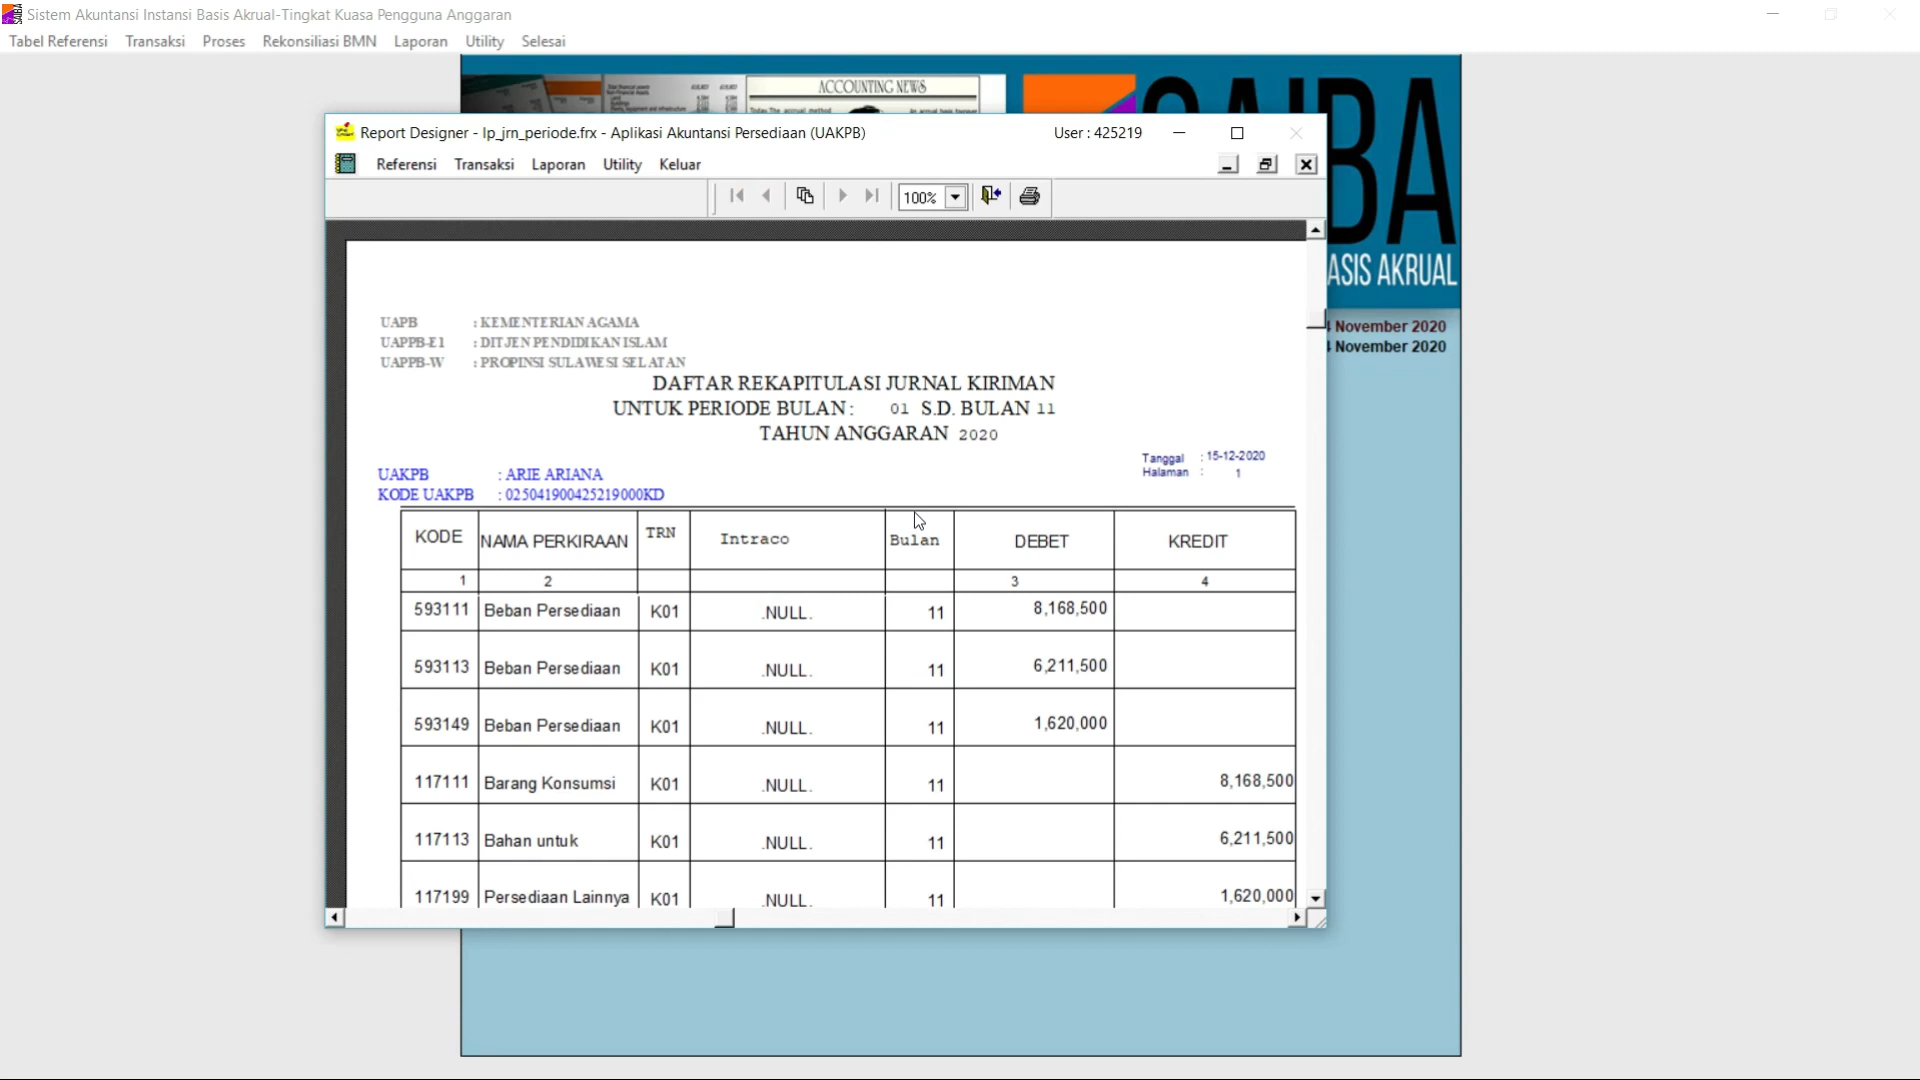 Sistem Akuntansi Instansi Basis Akrual-Tingkat Kuasa Pengguna Anggaran
Tabel Referensi Transaksi Proses Rekonsiliasi BMN Laporan Utility Selesai
ACCOUNTING NEWS
BA
ASIS AKRUAL
November 2020
November 2020
Report Designer - lp_jrn_periode.frx - Aplikasi Akuntansi Persediaan (UAKPB) User : 425219
Referensi Transaksi Laporan Utility Keluar
100%
UAPB : KEMENTERIAN AGAMA
UAPPB-E1 : DITJEN PENDIDIKAN ISLAM
UAPPB-W : PROPINSI SULAWESI SELATAN
DAFTAR REKAPITULASI JURNAL KIRIMAN
UNTUK PERIODE BULAN : 01 S.D. BULAN 11
TAHUN ANGGARAN 2020
Tanggal : 15-12-2020
Halaman : 1
UAKPB : ARIE ARIANA
KODE UAKPB : 025041900425219000KD
KODE NAMA PERKIRAAN TRN Intraco Bulan DEBET KREDIT
1 2 3 4
593111 Beban Persediaan K01 .NULL. 11 8,168,500
593113 Beban Persediaan K01 .NULL. 11 6,211,500
593149 Beban Persediaan K01 .NULL. 11 1,620,000
117111 Barang Konsumsi K01 .NULL. 11 8,168,500
117113 Bahan untuk K01 .NULL. 11 6,211,500
117199 Persediaan Lainnya K01 .NULL. 11 1,620,000